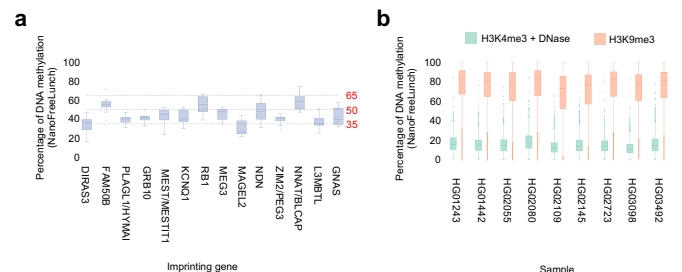 a
Percentage of DNA methylation
(NanoFreeLunch)
100
80
60
40
20
0
65
50
35
DIRAS3
FAM50B
PLAGL1/HYMAI
GRB10
MEST/MESTIT1
KCNQ1
RB1
MEG3
MAGEL2
NDN
ZIM2/PEG3
NNAT/BLCAP
L3MBTL
GNAS
Imprinting gene
b
H3K4me3 + DNase
H3K9me3
Percentage of DNA methylation
(NanoFreeLunch)
100
80
60
40
20
0
HG01243
HG01442
HG02055
HG02080
HG02109
HG02145
HG02723
HG03098
HG03492
Sample